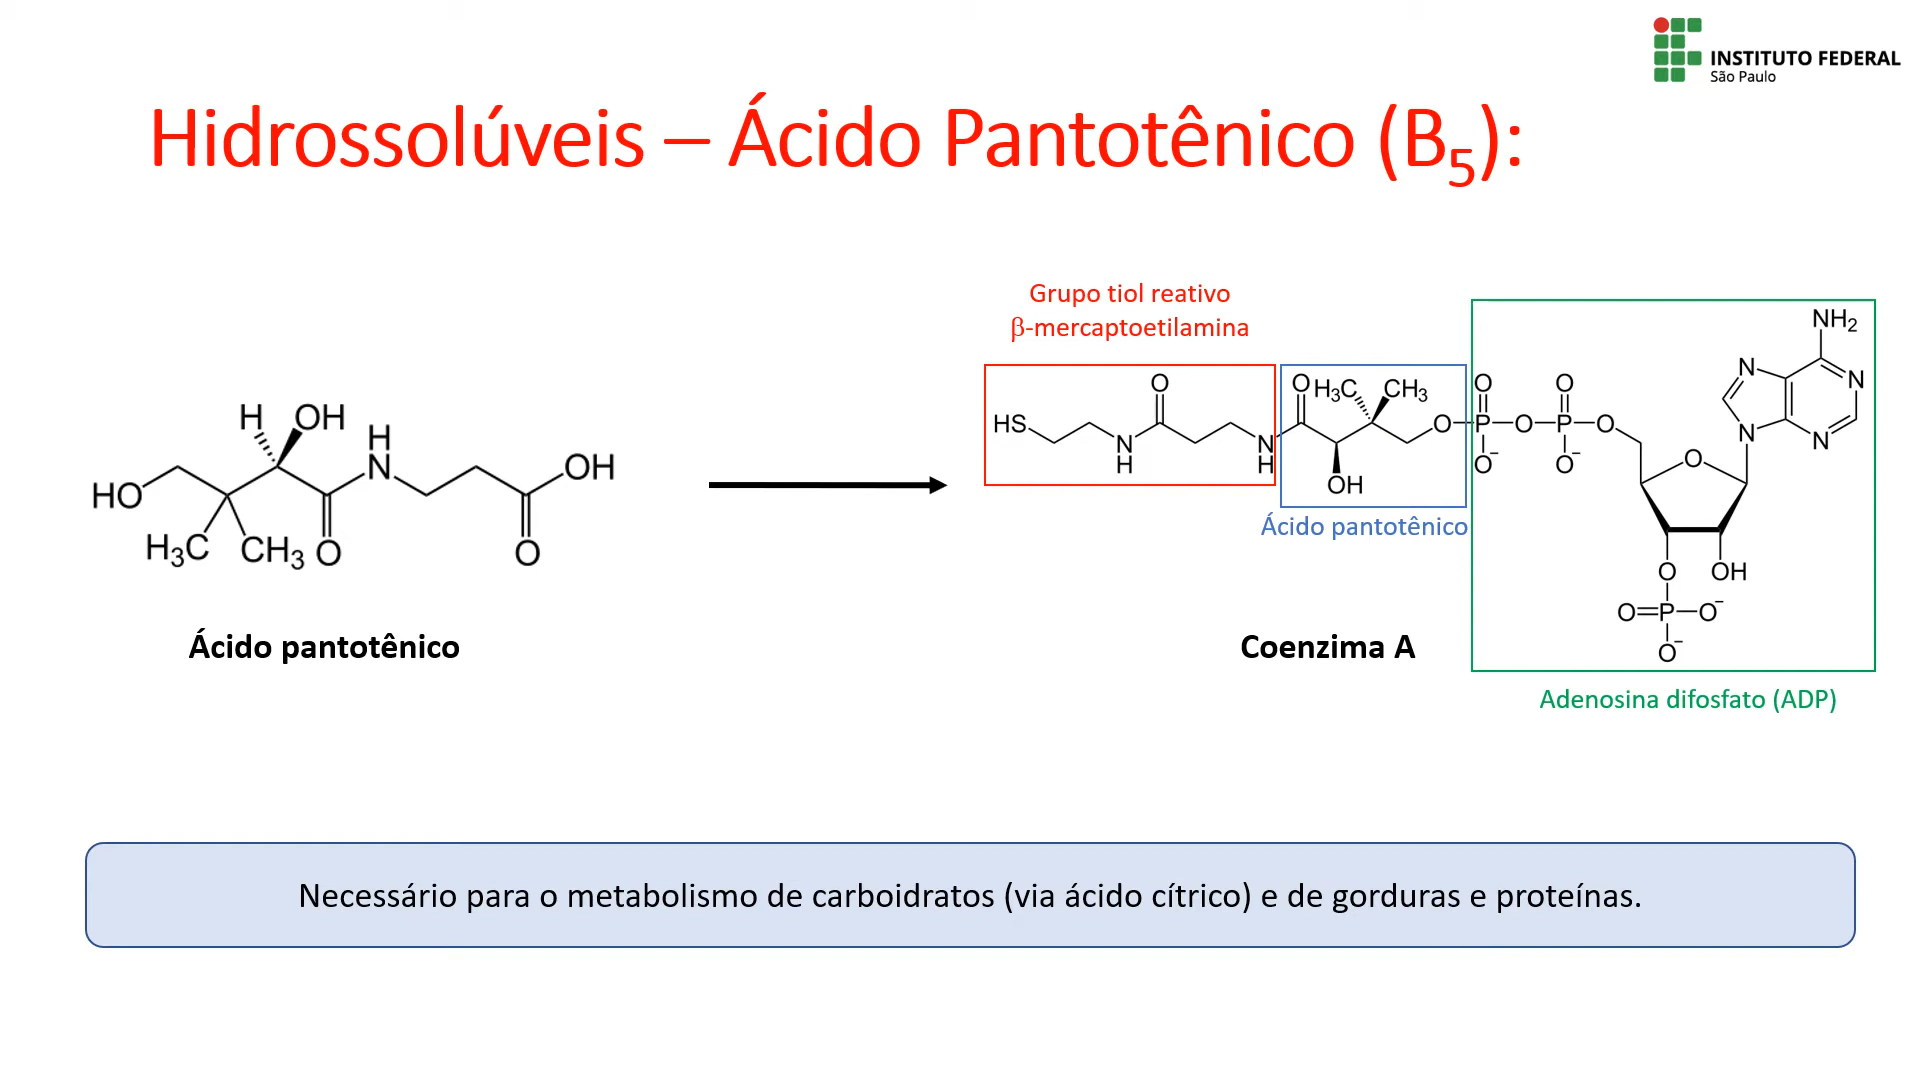 INSTITUTO FEDERAL
São Paulo
Hidrossolúveis – Ácido Pantotênico (B₅):
Grupo tiol reativo
β-mercaptoetilamina
H OH
H
N
HO
OH
H₃C CH₃ O
O
Ácido pantotênico
O
O H₃C CH₃
HS
N
H
N
H
OH
O
Ácido pantotênico
O O
P O P O
O⁻ O⁻
NH₂
N
N
N
N
O
O OH
O=P–O⁻
O⁻
Coenzima A
Adenosina difosfato (ADP)
Necessário para o metabolismo de carboidratos (via ácido cítrico) e de gorduras e proteínas.